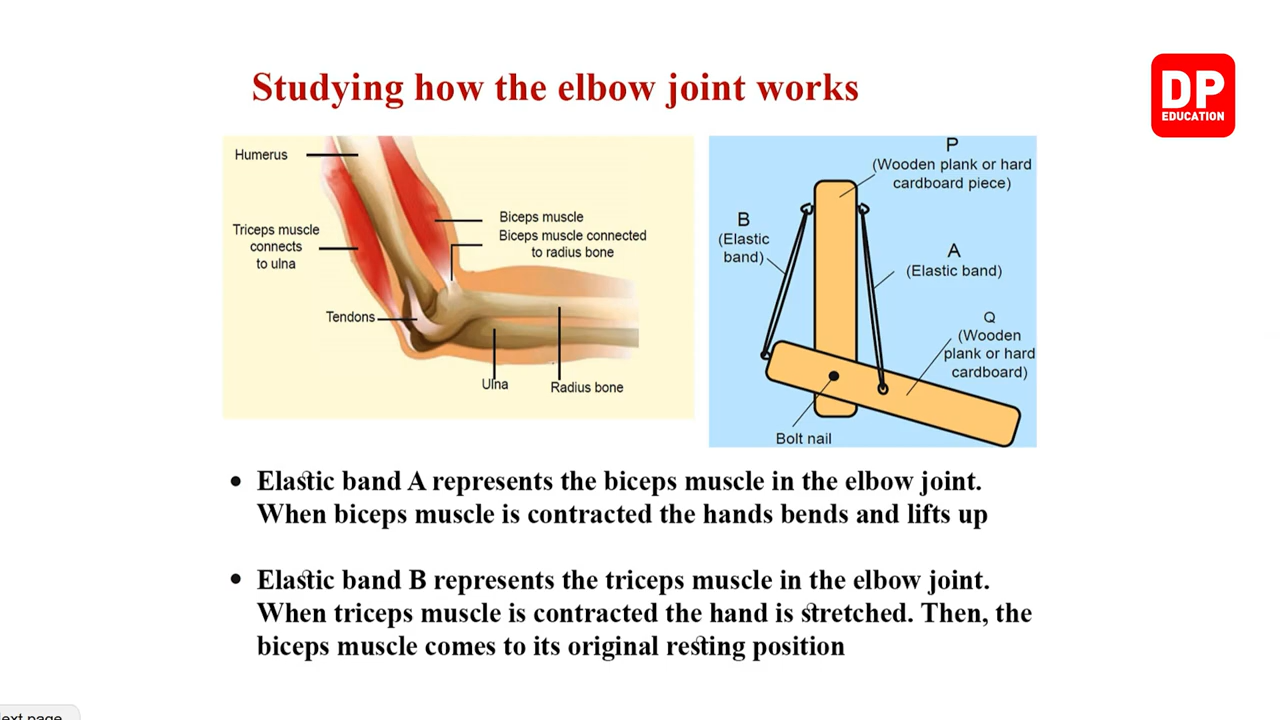 Studying how the elbow joint works
DP
EDUCATION
Humerus
Triceps muscle
connects
to ulna
Tendons
Biceps muscle
Biceps muscle connected
to radius bone
Ulna
Radius bone
P
(Wooden plank or hard
cardboard piece)
B
(Elastic
band)
A
(Elastic band)
Q
(Wooden
plank or hard
cardboard)
Bolt nail
• Elastic band A represents the biceps muscle in the elbow joint.
When biceps muscle is contracted the hands bends and lifts up
• Elastic band B represents the triceps muscle in the elbow joint.
When triceps muscle is contracted the hand is stretched. Then, the
biceps muscle comes to its original resting position